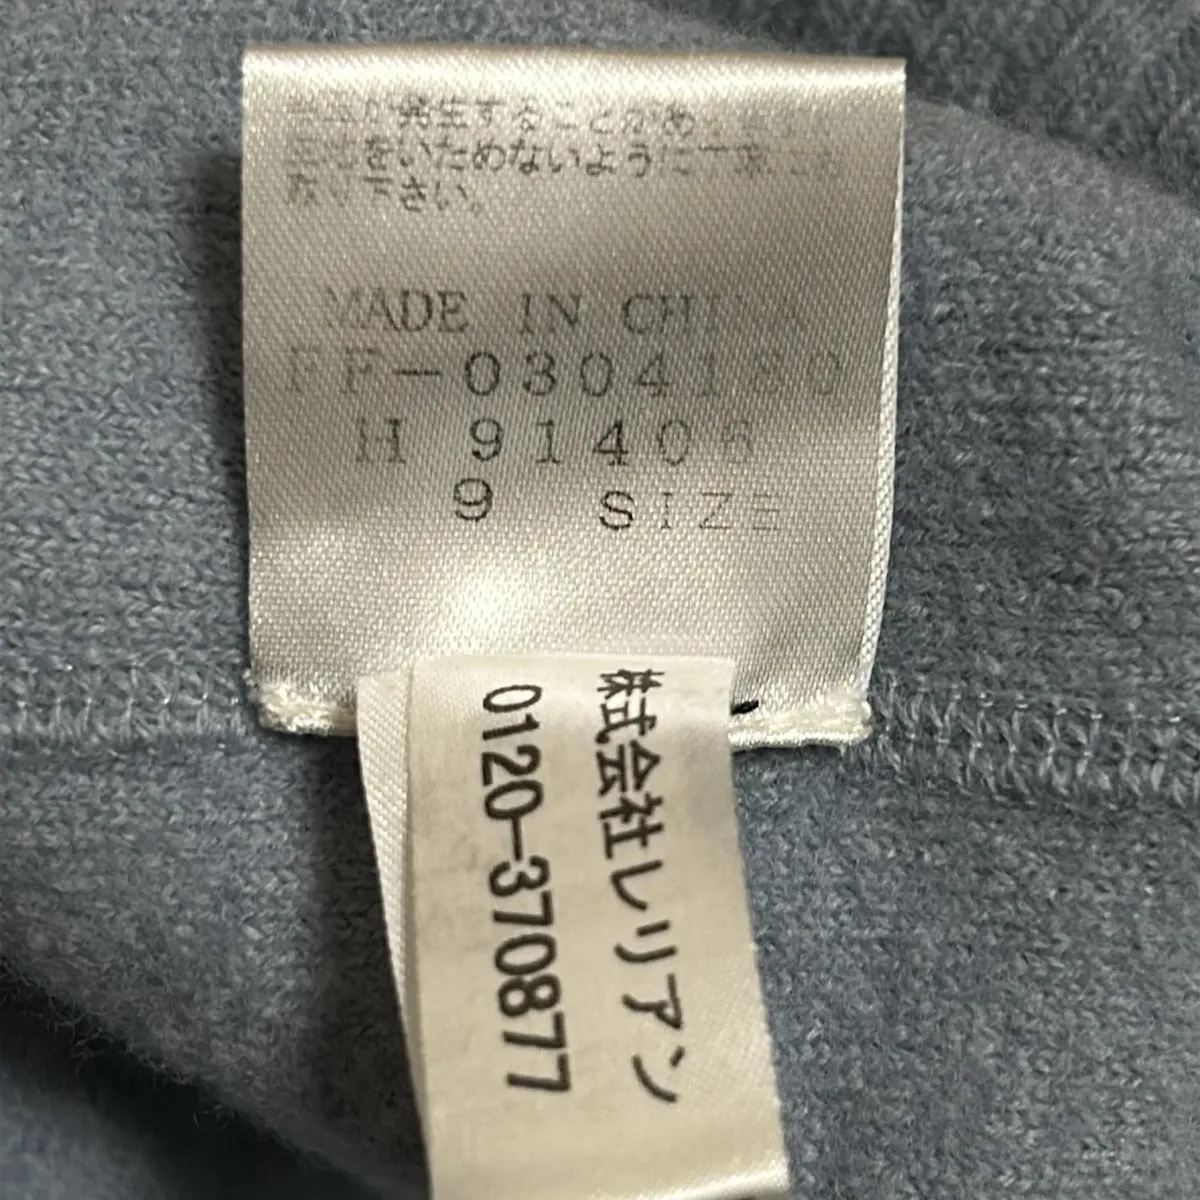 が発生することがあ
をいためないように
取り下さい。
MADE IN CHINA
FF-0304180
H 91406
9 SIZE
株式会社レリアン
0120-370877